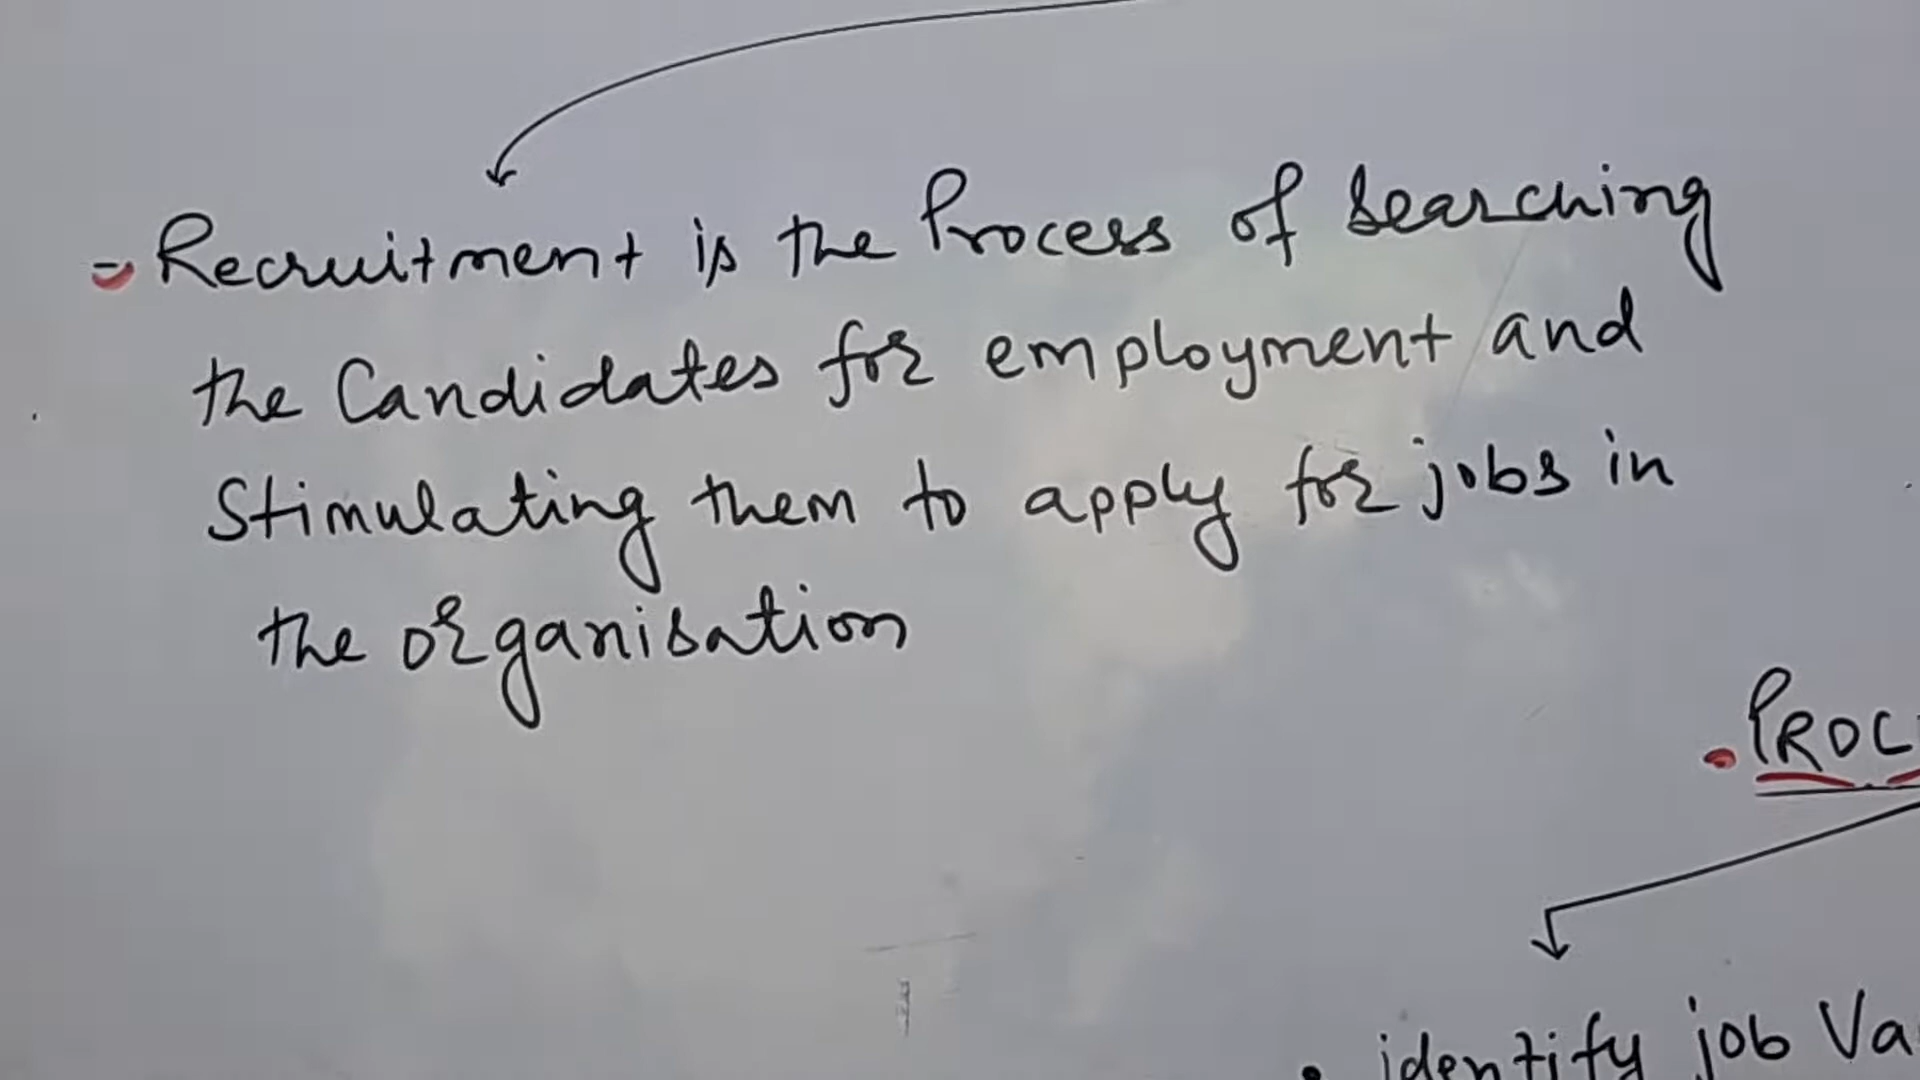 - Recruitment is the Process of Searching
the Candidates for employment and
Stimulating them to apply for jobs in
the organisation
. PROC
• identify job Va